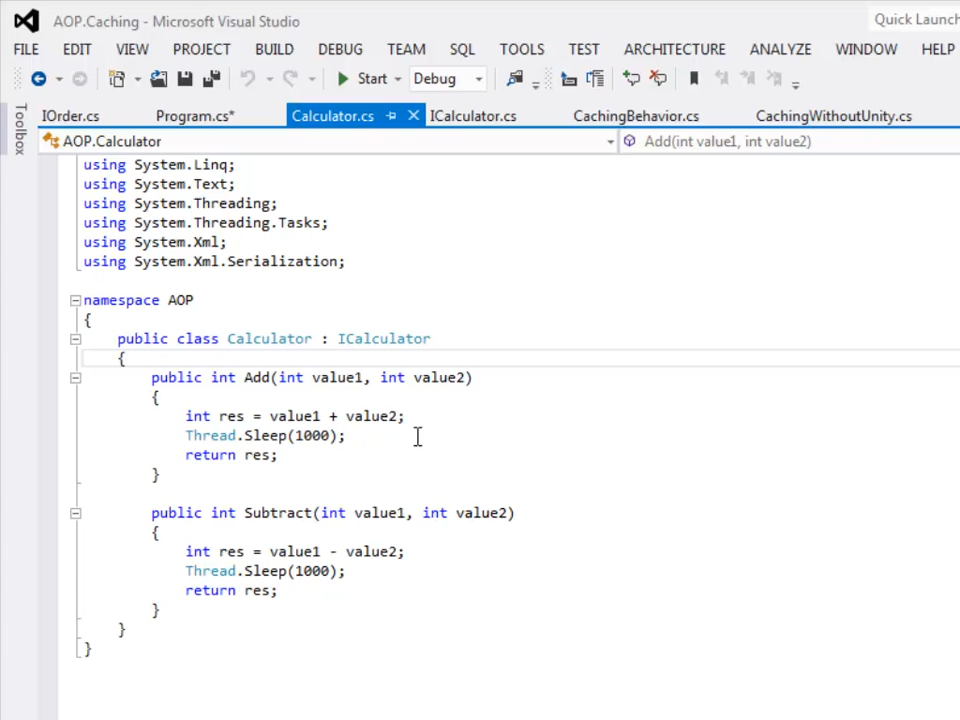 AOP.Caching - Microsoft Visual Studio
Quick Launch
FILE EDIT VIEW PROJECT BUILD DEBUG TEAM SQL TOOLS TEST ARCHITECTURE ANALYZE WINDOW HELP
Start Debug
Toolbox
IOrder.cs Program.cs* Calculator.cs ICalculator.cs CachingBehavior.cs CachingWithoutUnity.cs
AOP.Calculator Add(int value1, int value2)
using System.Linq;
using System.Text;
using System.Threading;
using System.Threading.Tasks;
using System.Xml;
using System.Xml.Serialization;
namespace AOP
{
public class Calculator : ICalculator
{
public int Add(int value1, int value2)
{
int res = value1 + value2;
Thread.Sleep(1000);
return res;
}
public int Subtract(int value1, int value2)
{
int res = value1 - value2;
Thread.Sleep(1000);
return res;
}
}
}